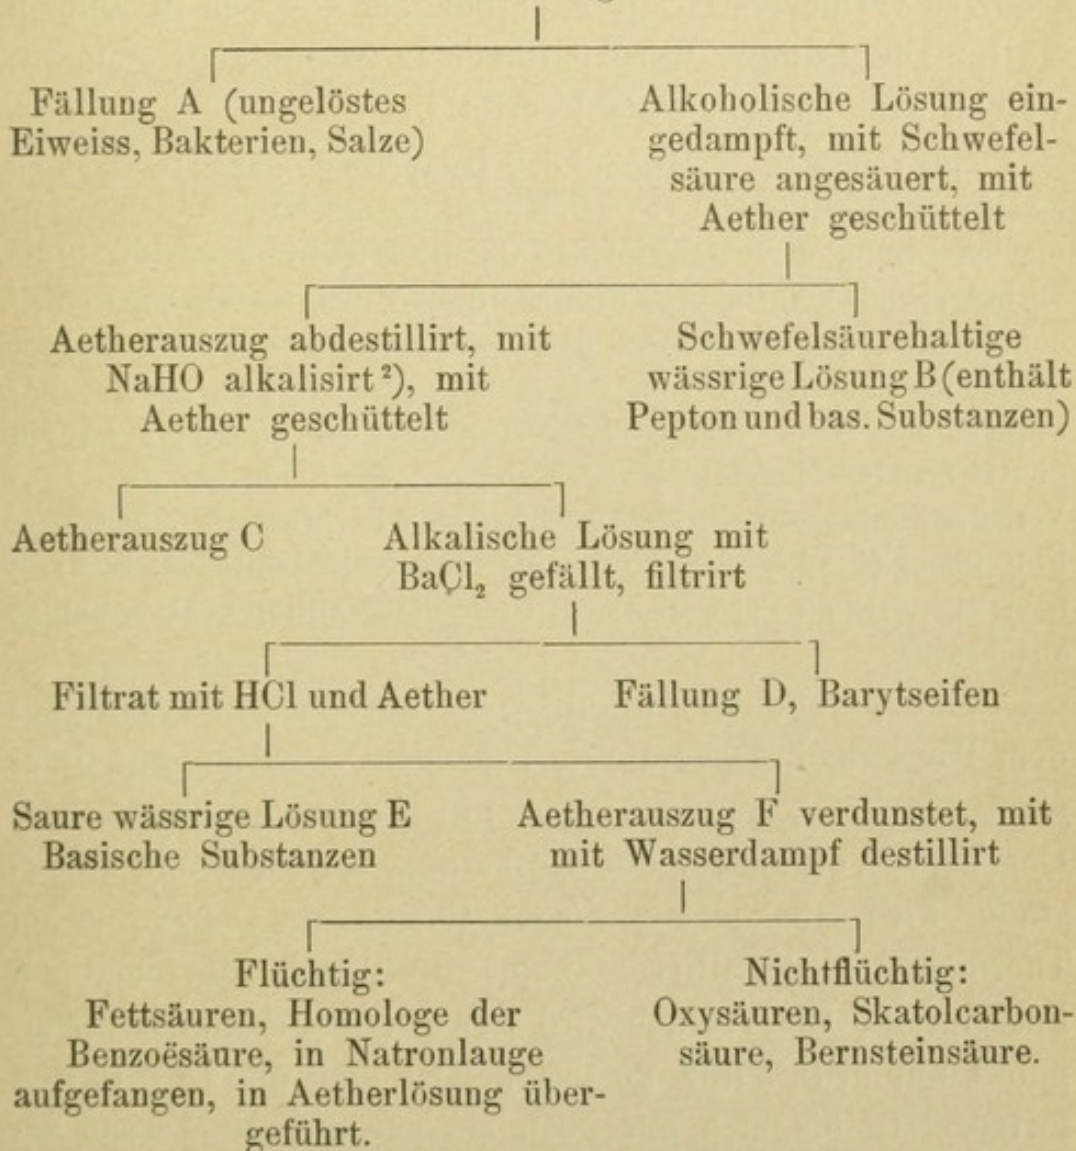 Fällung A (ungelöstes
Eiweiss, Bakterien, Salze)
Alkoholische Lösung ein-
gedampft, mit Schwefel-
säure angesäuert, mit
Aether geschüttelt
Aetherauszug abdestillirt, mit
NaHO alkalisirt ²), mit
Aether geschüttelt
Schwefelsäurehaltige
wässrige Lösung B (enthält
Pepton und bas. Substanzen)
Aetherauszug C
Alkalische Lösung mit
BaCl₂ gefällt, filtrirt
Filtrat mit HCl und Aether
Fällung D, Barytseifen
Saure wässrige Lösung E
Basische Substanzen
Aetherauszug F verdunstet, mit
mit Wasserdampf destillirt
Flüchtig:
Fettsäuren, Homologe der
Benzoësäure, in Natronlauge
aufgefangen, in Aetherlösung über-
geführt.
Nichtflüchtig:
Oxysäuren, Skatolcarbon-
säure, Bernsteinsäure.